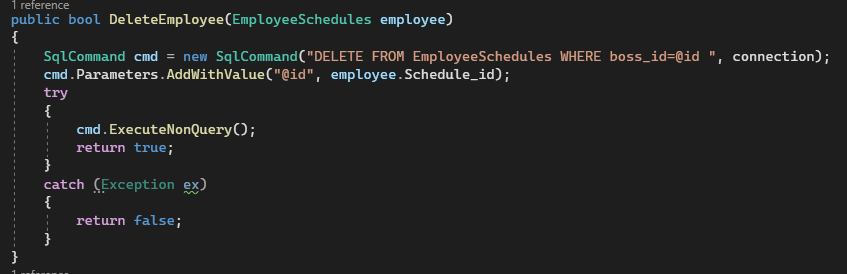 1 reference
public bool DeleteEmployee(EmployeeSchedules employee)
{
SqlCommand cmd = new SqlCommand("DELETE FROM EmployeeSchedules WHERE boss_id=@id ", connection);
cmd.Parameters.AddWithValue("@id", employee.Schedule_id);
try
{
cmd.ExecuteNonQuery();
return true;
}
catch (Exception ex)
{
return false;
}
}
1 reference